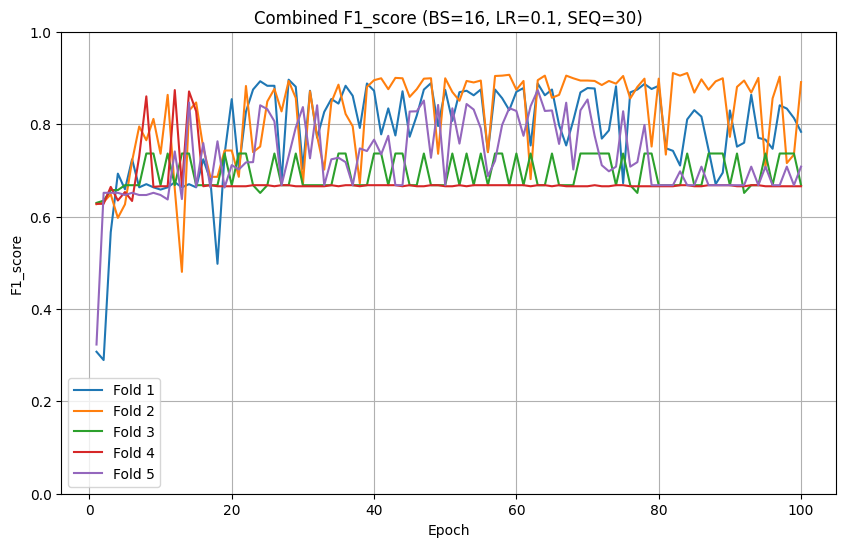 Combined F1_score (BS=16, LR=0.1, SEQ=30)
F1_score
1.0
0.8
0.6
0.4
0.2
0.0
Fold 1
Fold 2
Fold 3
Fold 4
Fold 5
0 20 40 60 80 100
Epoch